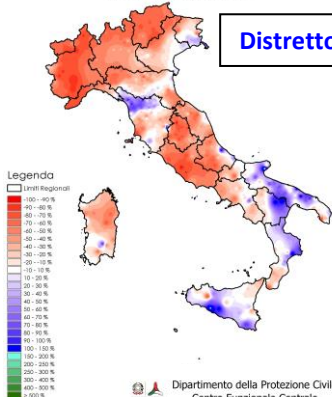 Distretto
Legenda
Limiti Regionali
-100 - -90 %
-90 - -80 %
-80 - -70 %
-70 - -60 %
-60 - -50 %
-50 - -40 %
-40 - -30 %
-30 - -20 %
-20 - -10 %
-10 - 10 %
10 - 20 %
20 - 30 %
30 - 40 %
40 - 50 %
50 - 60 %
60 - 70 %
70 - 80 %
80 - 90 %
90 - 100 %
100 - 150 %
150 - 200 %
200 - 250 %
250 - 300 %
300 - 400 %
400 - 500 %
> 500 %
Dipartimento della Protezione Civil
Centro Funzionale Centrale